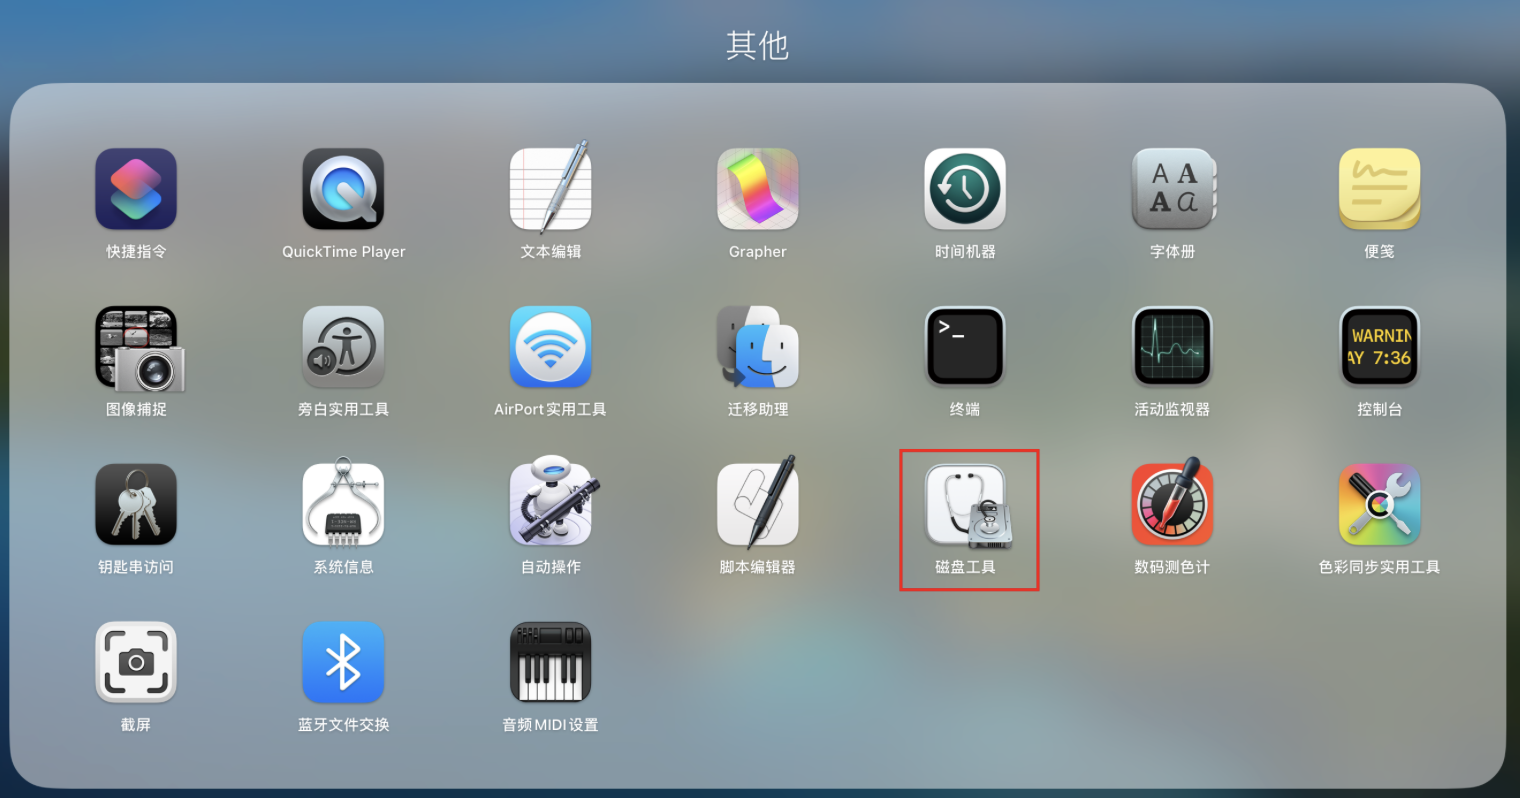 其他
快捷指令
QuickTime Player
文本编辑
Grapher
时间机器
A A
A a
字体册
便笺
图像捕捉
旁白实用工具
AirPort实用工具
迁移助理
>_
终端
活动监视器
WARNIN
AY 7:36
控制台
钥匙串访问
系统信息
自动操作
脚本编辑器
磁盘工具
数码测色计
色彩同步实用工具
截屏
蓝牙文件交换
音频MIDI设置